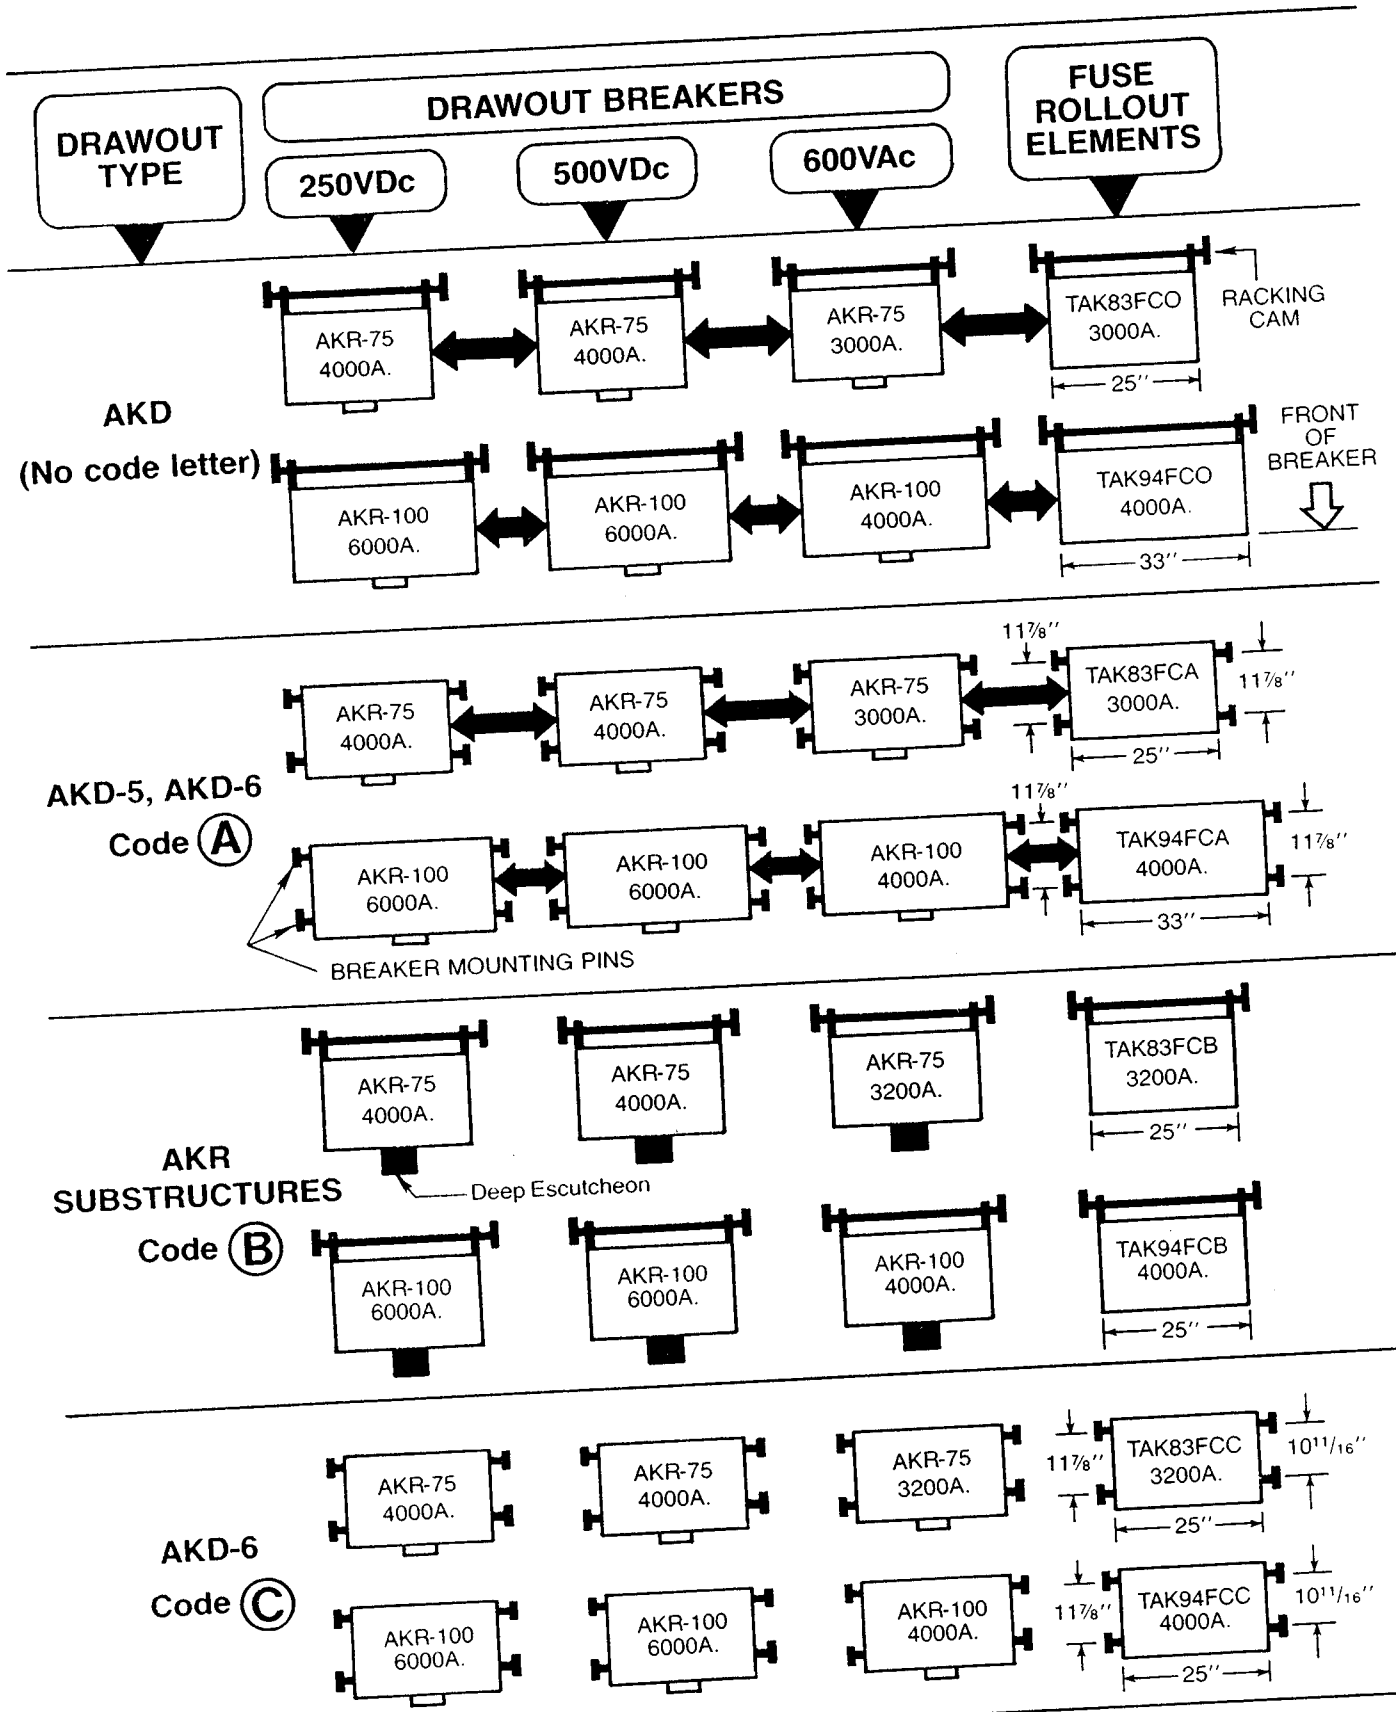 DRAWOUT
TYPE
DRAWOUT BREAKERS
250VDc
500VDc
600VAc
FUSE
ROLLOUT
ELEMENTS
AKD
(No code letter)
AKR-75
4000A.
AKR-75
4000A.
AKR-75
3000A.
TAK83FCO
3000A.
RACKING
CAM
25"
AKR-100
6000A.
AKR-100
6000A.
AKR-100
4000A.
TAK94FCO
4000A.
33"
FRONT
OF
BREAKER
AKD-5, AKD-6
Code A
AKR-75
4000A.
AKR-75
4000A.
AKR-75
3000A.
11⅞"
TAK83FCA
3000A.
11⅞"
25"
AKR-100
6000A.
AKR-100
6000A.
AKR-100
4000A.
11⅞"
TAK94FCA
4000A.
11⅞"
33"
BREAKER MOUNTING PINS
AKR
SUBSTRUCTURES
Code B
AKR-75
4000A.
AKR-75
4000A.
AKR-75
3200A.
TAK83FCB
3200A.
25"
Deep Escutcheon
AKR-100
6000A.
AKR-100
6000A.
AKR-100
4000A.
TAK94FCB
4000A.
25"
AKD-6
Code C
AKR-75
4000A.
AKR-75
4000A.
AKR-75
3200A.
11⅞"
TAK83FCC
3200A.
10¹¹/₁₆"
25"
AKR-100
6000A.
AKR-100
6000A.
AKR-100
4000A.
11⅞"
TAK94FCC
4000A.
10¹¹/₁₆"
25"